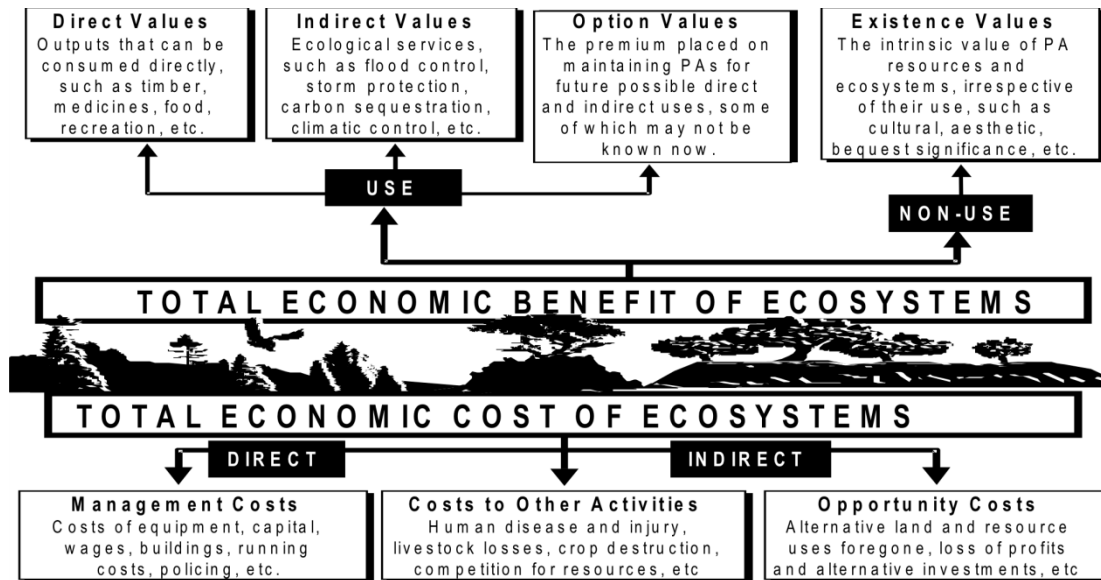 Direct Values
Outputs that can be
consumed directly,
such as timber,
medicines, food,
recreation, etc.
Indirect Values
Ecological services,
such as flood control,
storm protection,
carbon sequestration,
climatic control, etc.
Option Values
The premium placed on
maintaining PAs for
future possible direct
and indirect uses, some
of which may not be
known now.
Existence Values
The intrinsic value of PA
resources and
ecosystems, irrespective
of their use, such as
cultural, aesthetic,
bequest significance, etc.
USE
NON-USE
TOTAL ECONOMIC BENEFIT OF ECOSYSTEMS
TOTAL ECONOMIC COST OF ECOSYSTEMS
DIRECT
INDIRECT
Management Costs
Costs of equipment, capital,
wages, buildings, running
costs, policing, etc.
Costs to Other Activities
Human disease and injury,
livestock losses, crop destruction,
competition for resources, etc
Opportunity Costs
Alternative land and resource
uses foregone, loss of profits
and alternative investments, etc